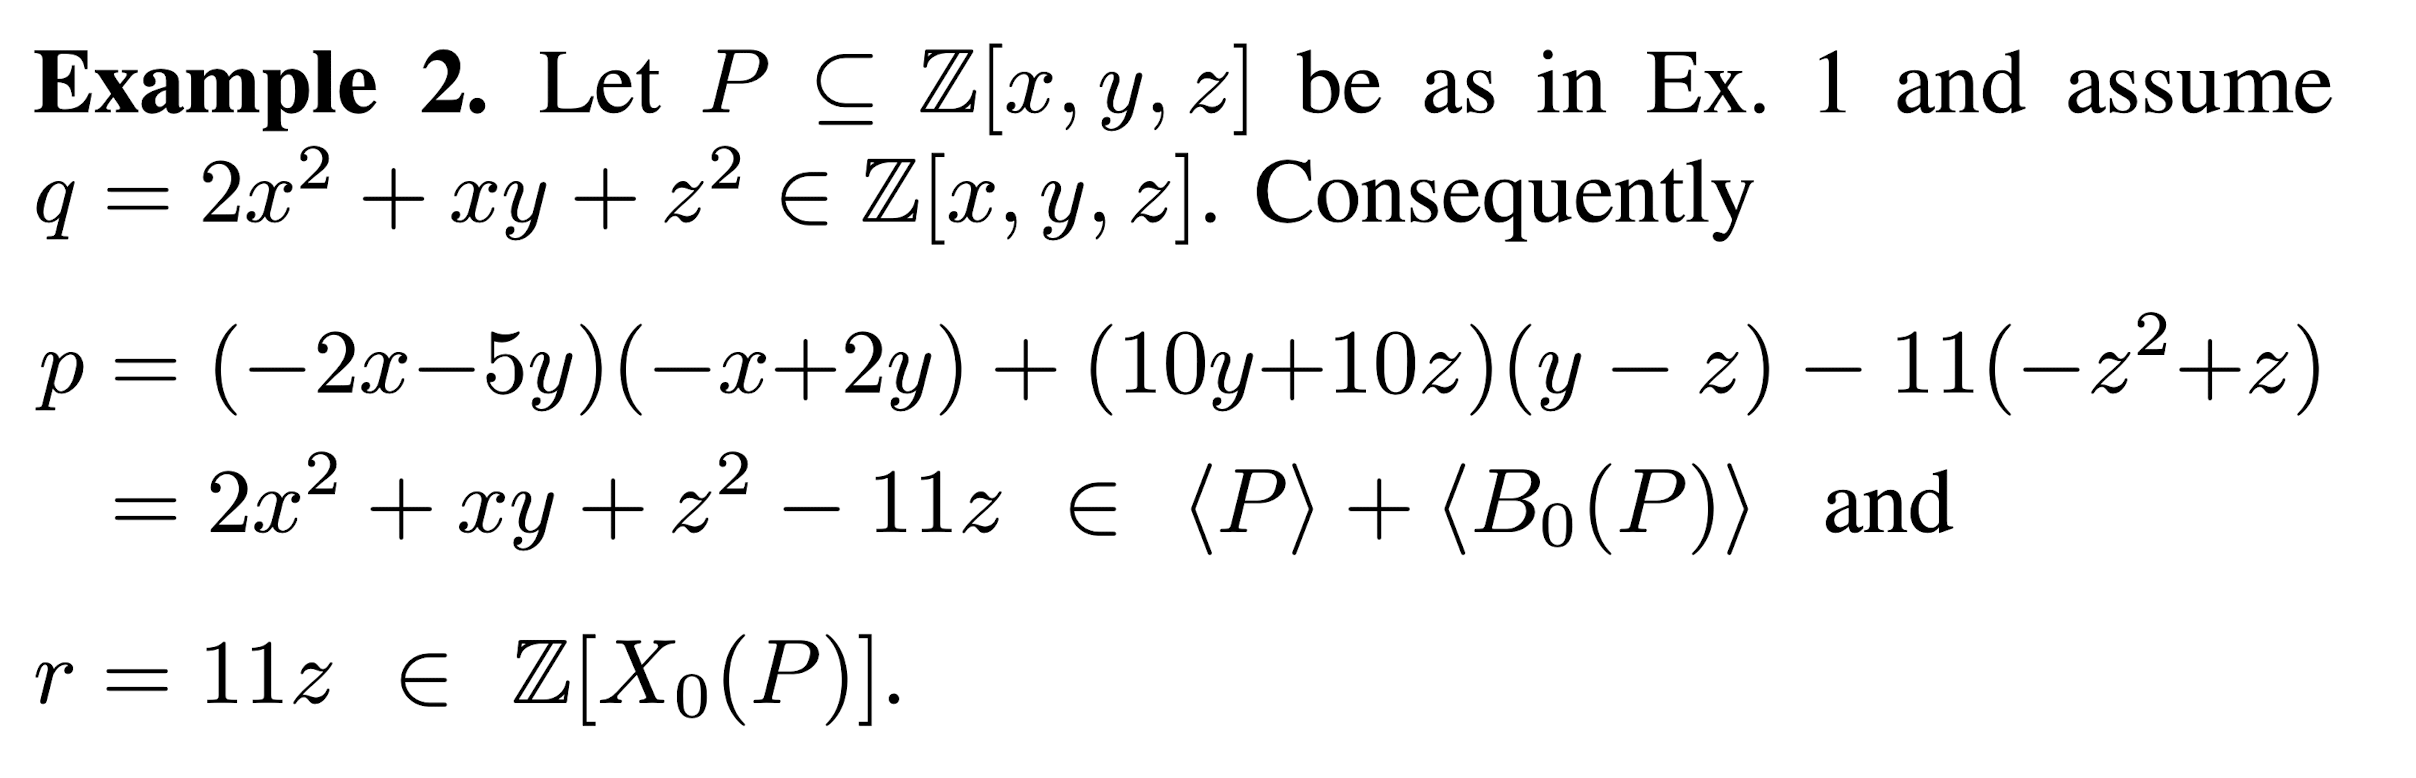 Example 2. Let P ⊆ ℤ[x, y, z] be as in Ex. 1 and assume
q = 2x² + xy + z² ∈ ℤ[x, y, z]. Consequently
p = (−2x−5y)(−x+2y) + (10y+10z)(y − z) − 11(−z²+z)
= 2x² + xy + z² − 11z ∈ ⟨P⟩ + ⟨B₀(P)⟩ and
r = 11z ∈ ℤ[X₀(P)].